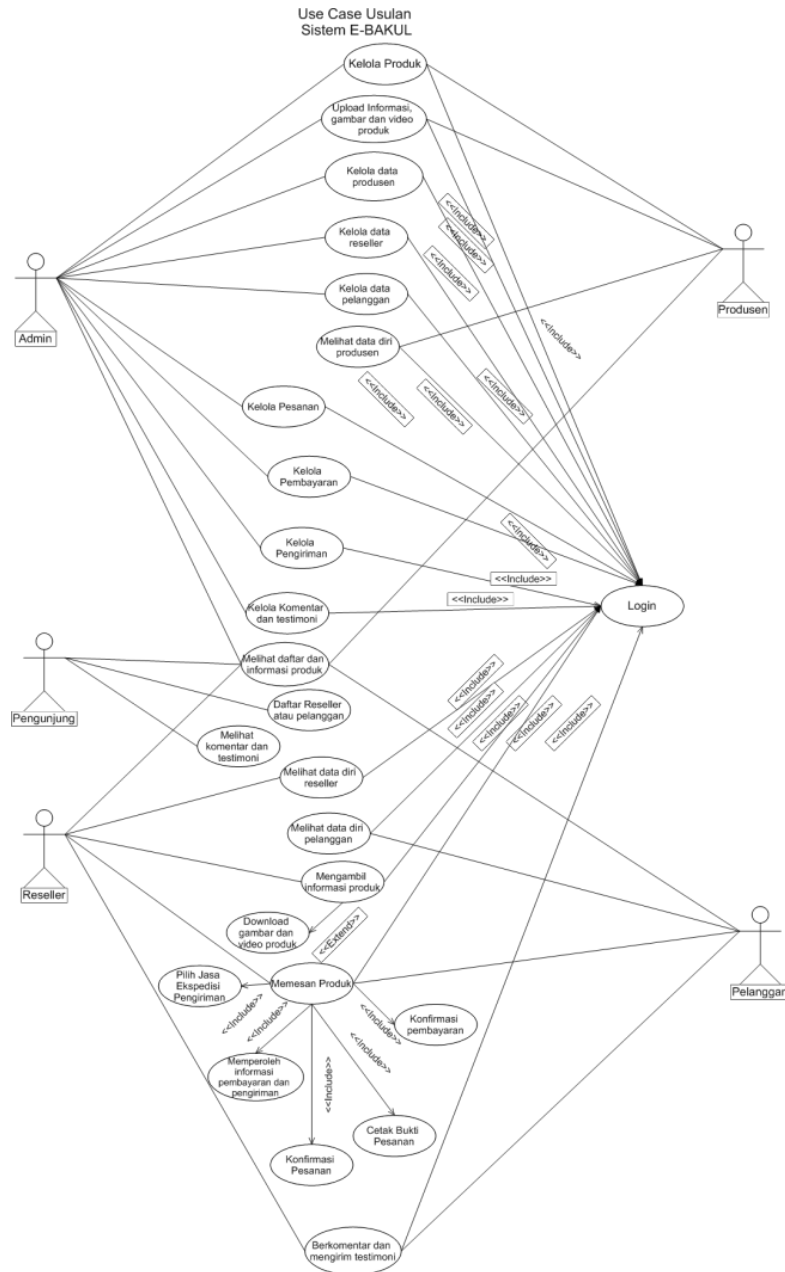 Use Case Usulan
Sistem E-BAKUL
Kelola Produk
Upload Informasi,
gambar dan video
produk
Kelola data
produsen
<<Include>>
<<Include>>
Kelola data
reseller
<<Include>>
Admin
Produsen
Kelola data
pelanggan
Melihat data diri
produsen
<<Include>>
<<Include>>
<<Include>>
<<Include>>
Kelola Pesanan
Kelola
Pembayaran
<<Include>>
Kelola
Pengiriman
<<Include>>
<<Include>>
Login
Kelola Komentar
dan testimoni
Melihat daftar dan
informasi produk
Pengunjung
Daftar Reseller
atau pelanggan
Melihat
komentar dan
testimoni
<<Include>>
<<Include>>
<<Include>>
<<Include>>
<<Include>>
Melihat data diri
reseller
Melihat data diri
pelanggan
Reseller
Mengambil
informasi produk
Download
gambar dan
video produk
<<Extend>>
Pilih Jasa
Ekspedisi
Pengiriman
Memesan Produk
Pelanggan
<<Include>>
<<Include>>
<<Include>>
Konfirmasi
pembayaran
<<Include>>
Memperoleh
informasi
pembayaran dan
pengiriman
<<Include>>
Cetak Bukti
Pesanan
Konfirmasi
Pesanan
Berkomentar dan
mengirim testimoni